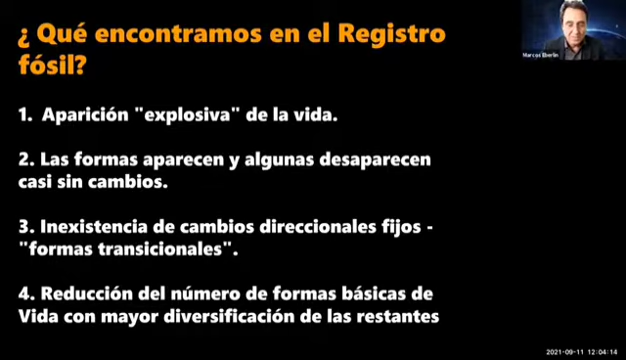 ¿ Qué encontramos en el Registro
fósil?
Marcos Eberlin
1. Aparición "explosiva" de la vida.
2. Las formas aparecen y algunas desaparecen
casi sin cambios.
3. Inexistencia de cambios direccionales fijos -
"formas transicionales".
4. Reducción del número de formas básicas de
Vida con mayor diversificación de las restantes
2021-09-11 12:04:14